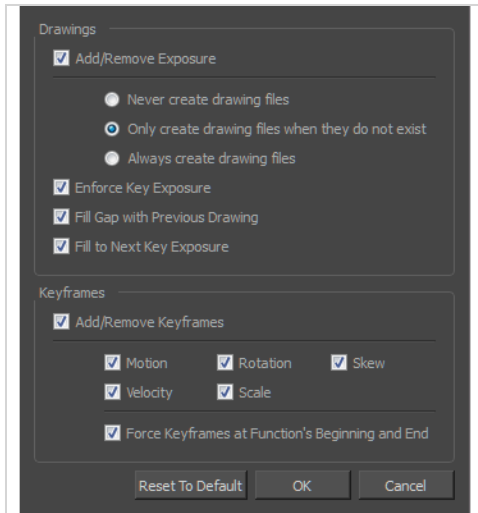 Drawings
Add/Remove Exposure
Never create drawing files
Only create drawing files when they do not exist
Always create drawing files
Enforce Key Exposure
Fill Gap with Previous Drawing
Fill to Next Key Exposure
Keyframes
Add/Remove Keyframes
Motion Rotation Skew
Velocity Scale
Force Keyframes at Function's Beginning and End
Reset To Default OK Cancel